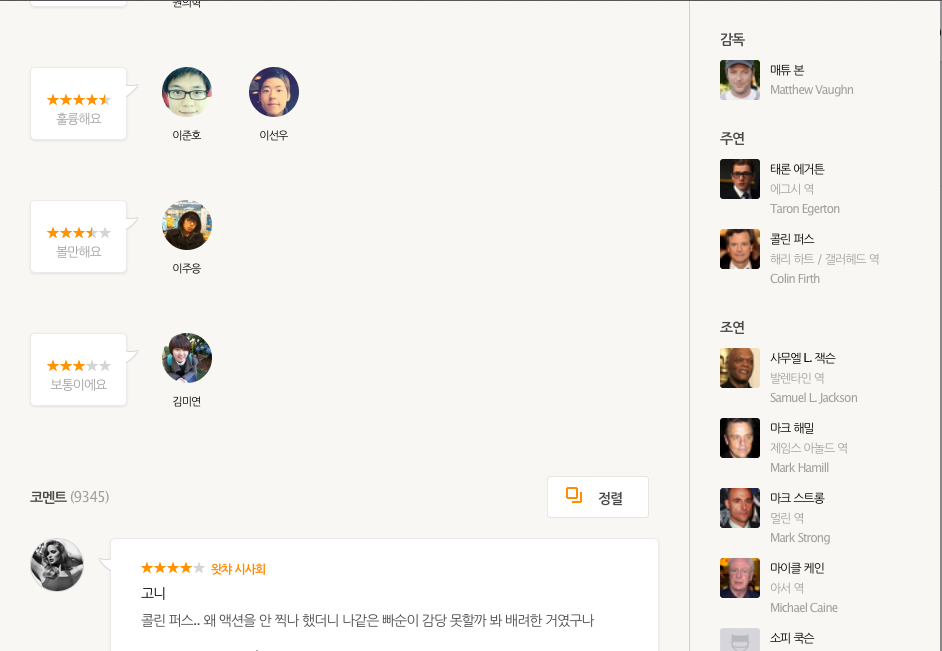 권의혁
훌륭해요
이준호
이선우
볼만해요
이주응
보통이에요
김미연
코멘트 (9345)
정렬
왓챠 시사회
고니
콜린 퍼스.. 왜 액션을 안 찍나 했더니 나같은 빠순이 감당 못할까 봐 배려한 거였구나
감독
매튜 본
Matthew Vaughn
주연
태론 에거튼
에그시 역
Taron Egerton
콜린 퍼스
해리 하트 / 갤러헤드 역
Colin Firth
조연
사무엘 L. 잭슨
발렌타인 역
Samuel L. Jackson
마크 해밀
제임스 아놀드 역
Mark Hamill
마크 스트롱
멀린 역
Mark Strong
마이클 케인
아서 역
Michael Caine
소피 쿡슨